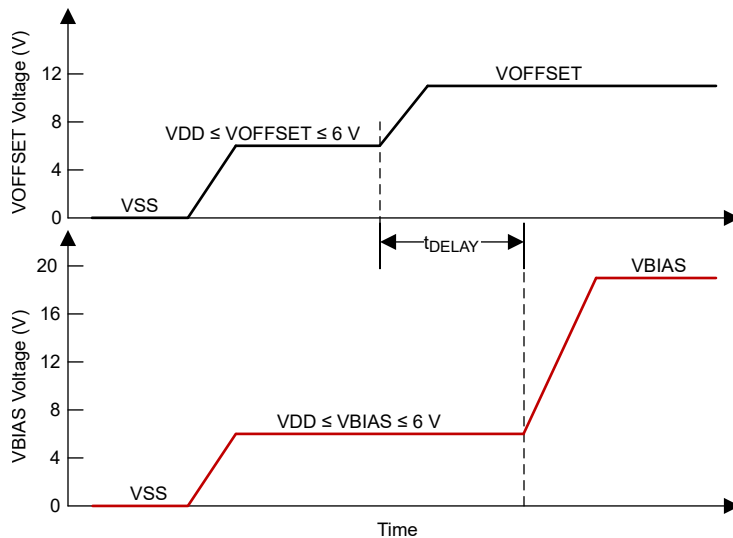 VOFFSET Voltage (V)
12
8
4
0
VSS
VDD ≤ VOFFSET ≤ 6 V
VOFFSET
tDELAY
VBIAS Voltage (V)
20
16
12
8
4
0
VSS
VDD ≤ VBIAS ≤ 6 V
VBIAS
Time